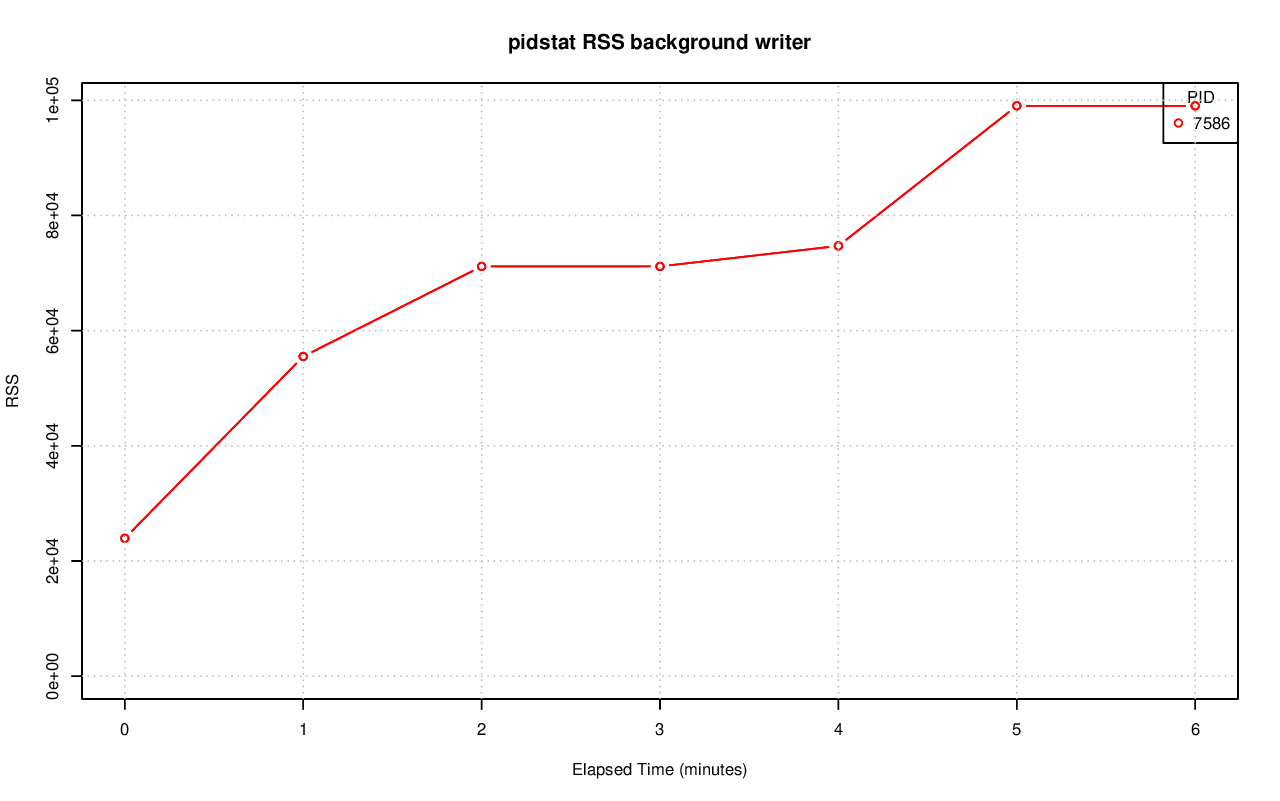 pidstat RSS background writer
PID
7586
RSS
1e+05
8e+04
6e+04
4e+04
2e+04
0e+00
0 1 2 3 4 5 6
Elapsed Time (minutes)